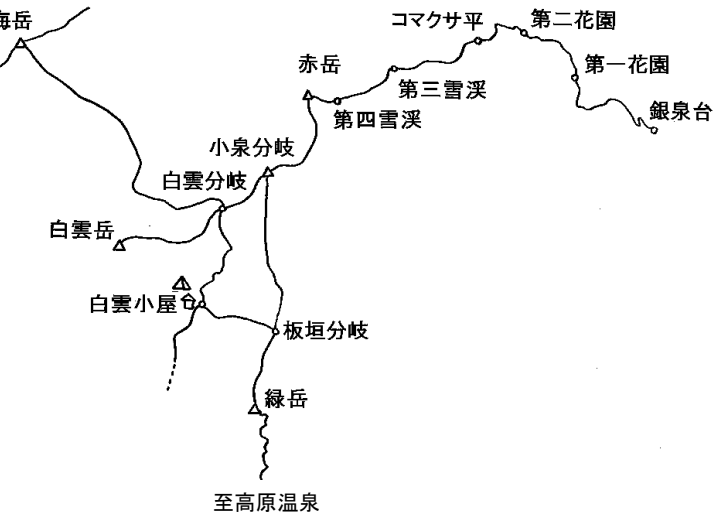 海岳
コマクサ平
第二花園
赤岳
第一花園
第三雪渓
第四雪渓
銀泉台
小泉分岐
白雲分岐
白雲岳
白雲小屋
板垣分岐
緑岳
至高原温泉